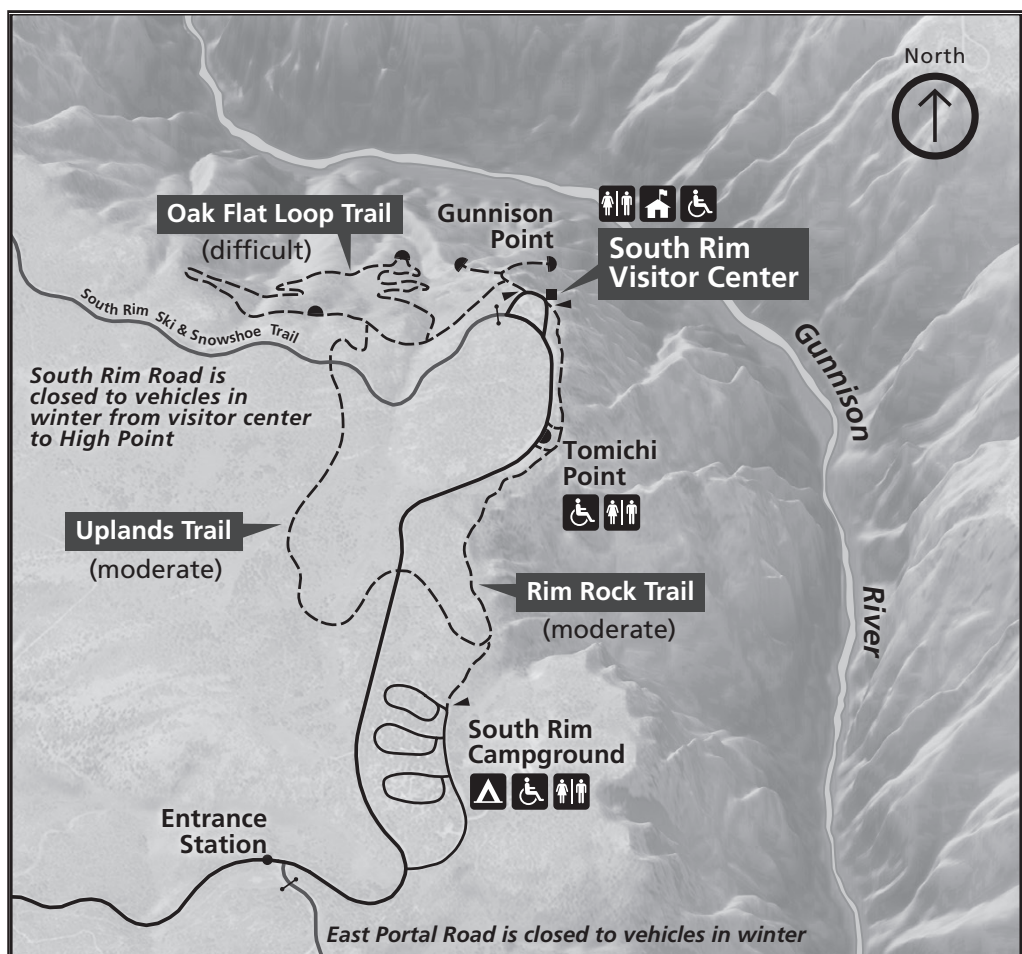 North
Oak Flat Loop Trail
(difficult)
Gunnison
Point
South Rim
Visitor Center
South Rim Ski & Snowshoe Trail
South Rim Road is
closed to vehicles in
winter from visitor center
to High Point
Gunnison
River
Tomichi
Point
Uplands Trail
(moderate)
Rim Rock Trail
(moderate)
South Rim
Campground
Entrance
Station
East Portal Road is closed to vehicles in winter